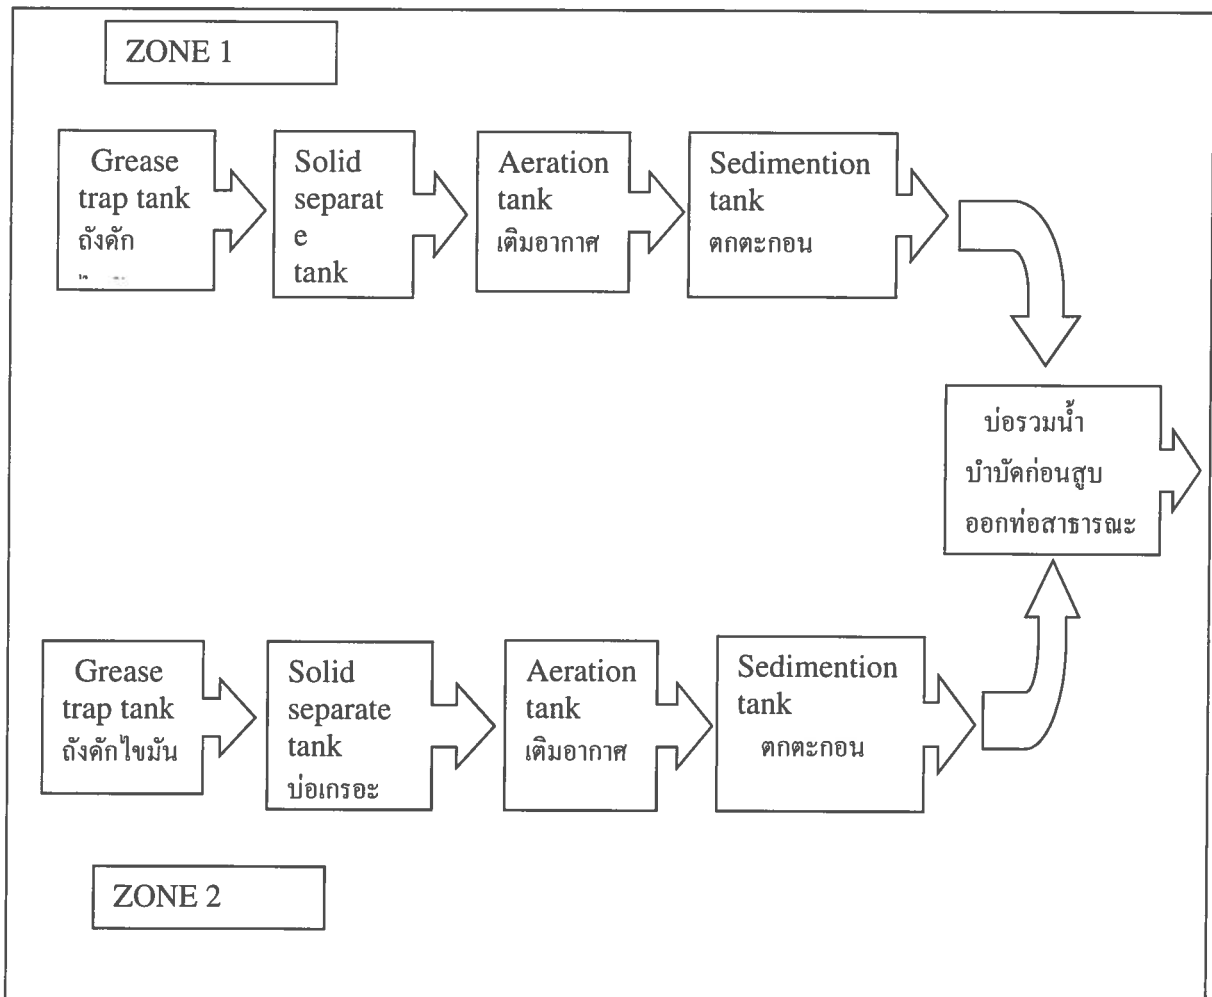 ZONE 1
Grease
trap tank
ถังดัก
Solid
separat
e
tank
Aeration
tank
เติมอากาศ
Sedimention
tank
ตกตะกอน
บ่อรวมน้ำ
บำบัดก่อนสูบ
ออกท่อสาธารณะ
Grease
trap tank
ถังดักไขมัน
Solid
separate
tank
บ่อเกรอะ
Aeration
tank
เติมอากาศ
Sedimention
tank
ตกตะกอน
ZONE 2